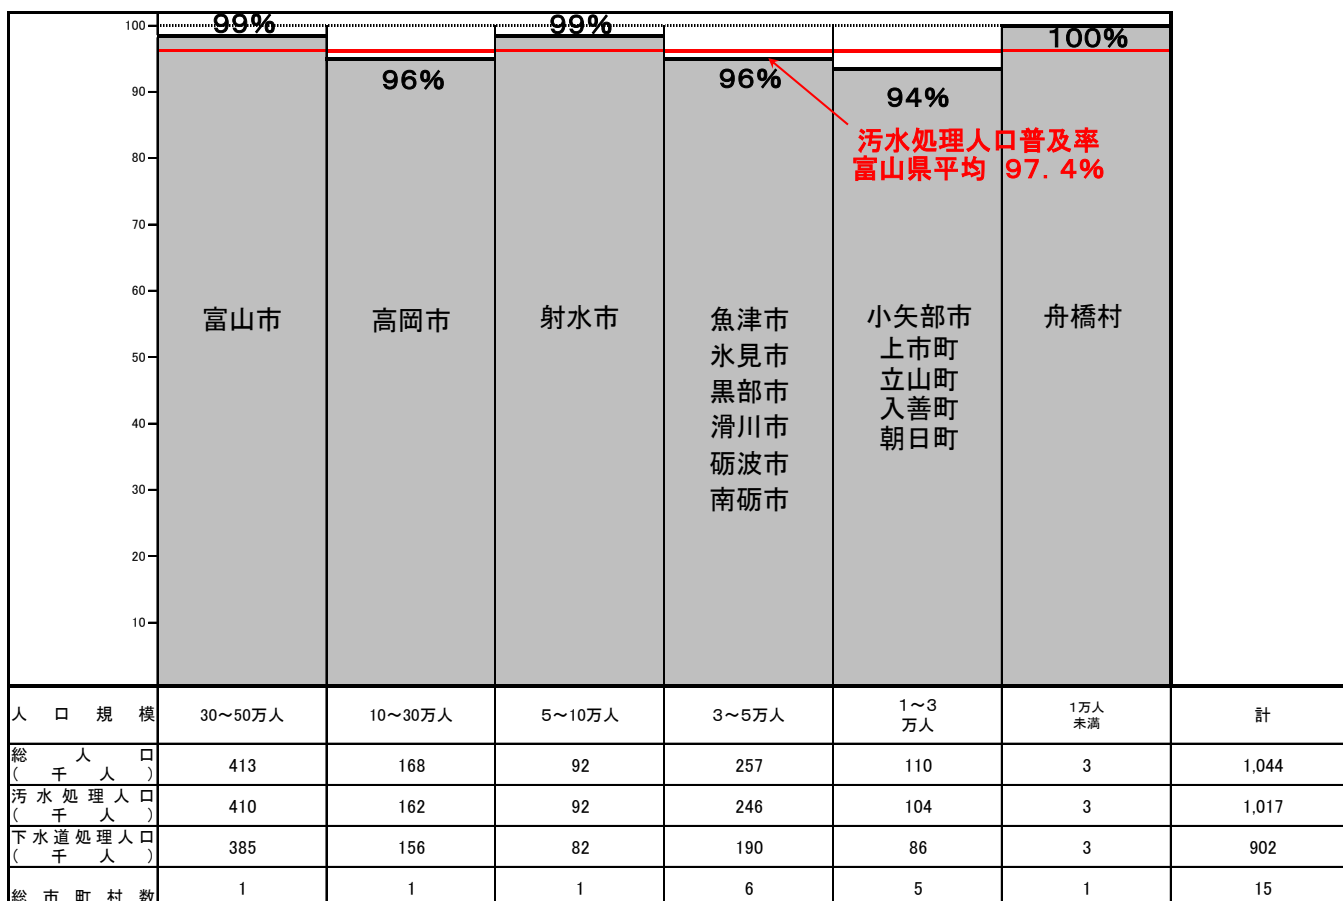 100
99%
99%
100%
96%
96%
90
94%
汚水処理人口普及率
富山県平均 97.4%
80
70
60
富山市
高岡市
射水市
魚津市
氷見市
黒部市
滑川市
砺波市
南砺市
小矢部市
上市町
立山町
入善町
朝日町
舟橋村
50
40
30
20
10
人口規模 30~50万人 10~30万人 5~10万人 3~5万人 1~3万人 1万人未満 計
総人口(千人) 413 168 92 257 110 3 1,044
汚水処理人口(千人) 410 162 92 246 104 3 1,017
下水道処理人口(千人) 385 156 82 190 86 3 902
総市町村数 1 1 1 6 5 1 15